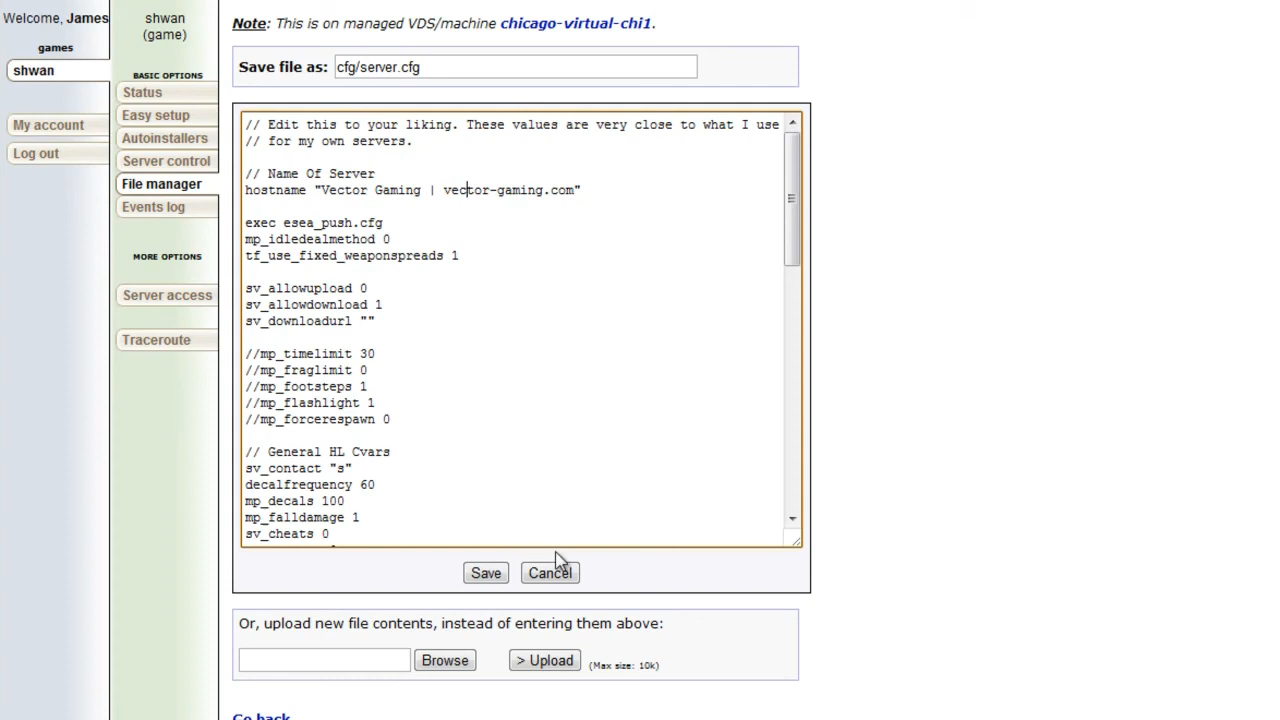 Welcome, James
games
shwan
My account
Log out
shwan
(game)
BASIC OPTIONS
Status
Easy setup
Autoinstallers
Server control
File manager
Events log
MORE OPTIONS
Server access
Traceroute
Note: This is on managed VDS/machine chicago-virtual-chi1.
Save file as: cfg/server.cfg
// Edit this to your liking. These values are very close to what I use
// for my own servers.
// Name Of Server
hostname "Vector Gaming | vector-gaming.com"
exec esea_push.cfg
mp_idledealmethod 0
tf_use_fixed_weaponspreads 1
sv_allowupload 0
sv_allowdownload 1
sv_downloadurl ""
//mp_timelimit 30
//mp_fraglimit 0
//mp_footsteps 1
//mp_flashlight 1
//mp_forcerespawn 0
// General HL Cvars
sv_contact "s"
decalfrequency 60
mp_decals 100
mp_falldamage 1
sv_cheats 0
Save Cancel
Or, upload new file contents, instead of entering them above:
Browse > Upload (Max size: 10k)
Go back